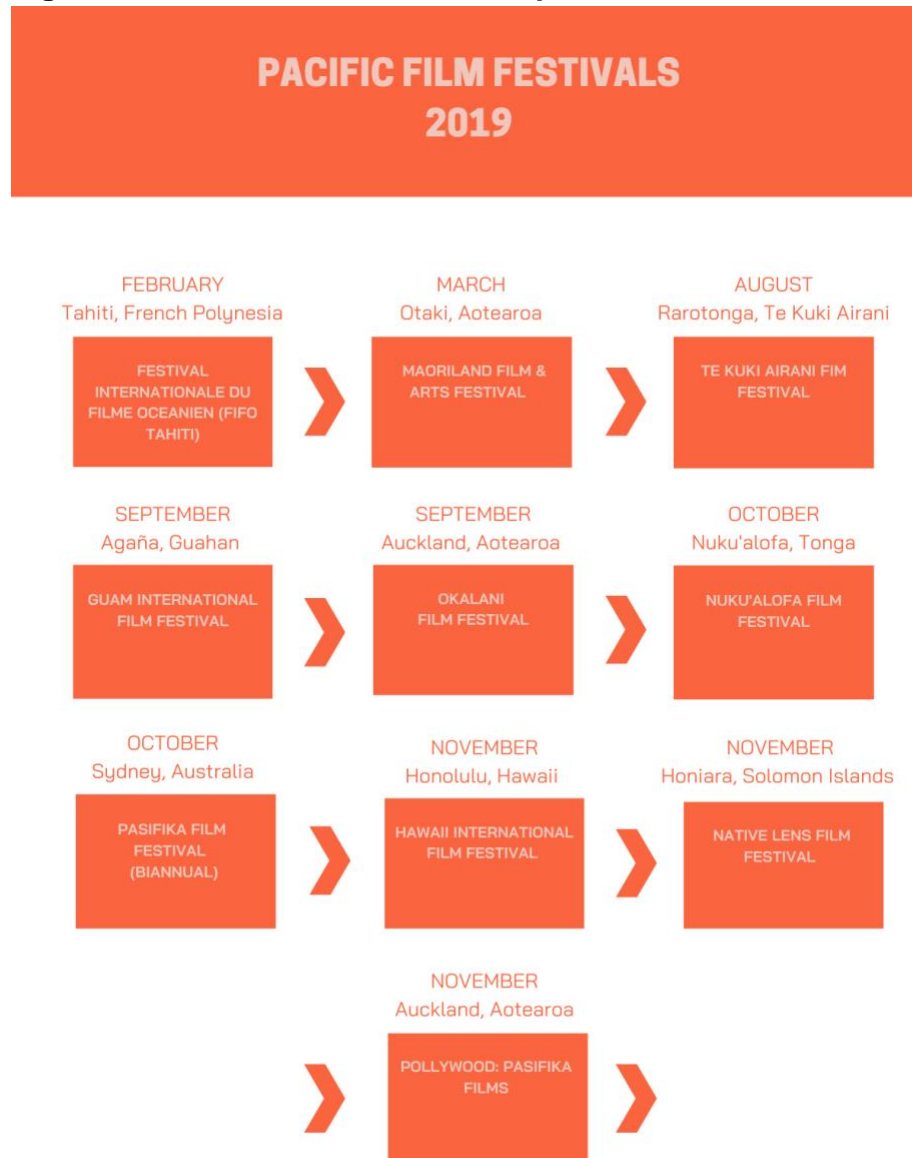 PACIFIC FILM FESTIVALS
2019
FEBRUARY
Tahiti, French Polynesia
FESTIVAL
INTERNATIONALE DU
FILME OCEANIEN (FIFO
TAHITI)
MARCH
Otaki, Aotearoa
MAORILAND FILM &
ARTS FESTIVAL
AUGUST
Rarotonga, Te Kuki Airani
TE KUKI AIRANI FIM
FESTIVAL
SEPTEMBER
Agaña, Guahan
GUAM INTERNATIONAL
FILM FESTIVAL
SEPTEMBER
Auckland, Aotearoa
OKALANI
FILM FESTIVAL
OCTOBER
Nuku'alofa, Tonga
NUKU'ALOFA FILM
FESTIVAL
OCTOBER
Sydney, Australia
PASIFIKA FILM
FESTIVAL
(BIANNUAL)
NOVEMBER
Honolulu, Hawaii
HAWAII INTERNATIONAL
FILM FESTIVAL
NOVEMBER
Honiara, Solomon Islands
NATIVE LENS FILM
FESTIVAL
NOVEMBER
Auckland, Aotearoa
POLLYWOOD: PASIFIKA
FILMS